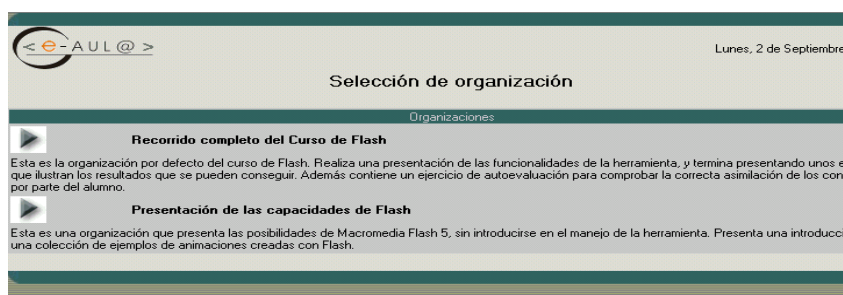 <e-AUL@>
Lunes, 2 de Septiembre
Selección de organización
Organizaciones
Recorrido completo del Curso de Flash
Esta es la organización por defecto del curso de Flash. Realiza una presentación de las funcionalidades de la herramienta, y termina presentando unos
que ilustran los resultados que se pueden conseguir. Además contiene un ejercicio de autoevaluación para comprobar la correcta asimilación de los
por parte del alumno.
Presentación de las capacidades de Flash
Esta es una organización que presenta las posibilidades de Macromedia Flash 5, sin introducirse en el manejo de la herramienta. Presenta una
una colección de ejemplos de animaciones creadas con Flash.